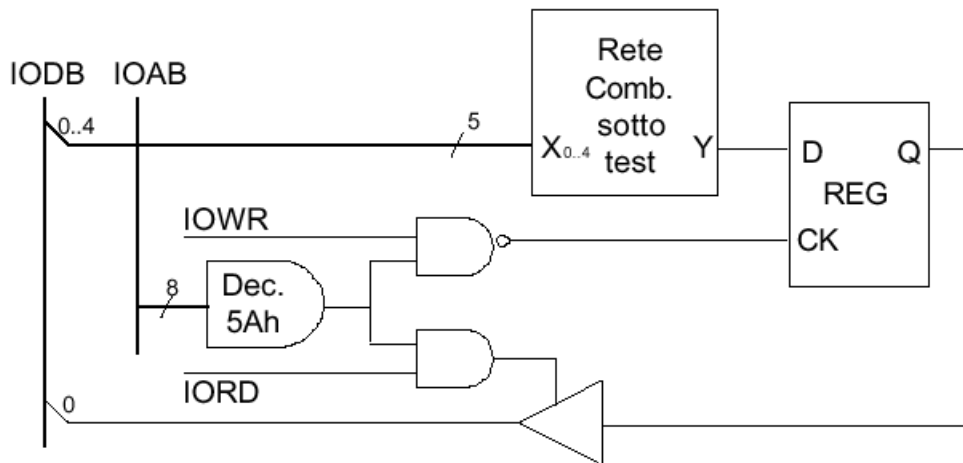 IODB
IOAB
0..4
5
Rete
Comb.
sotto
test
X0..4
Y
D
Q
REG
CK
IOWR
8
Dec.
5Ah
IORD
0